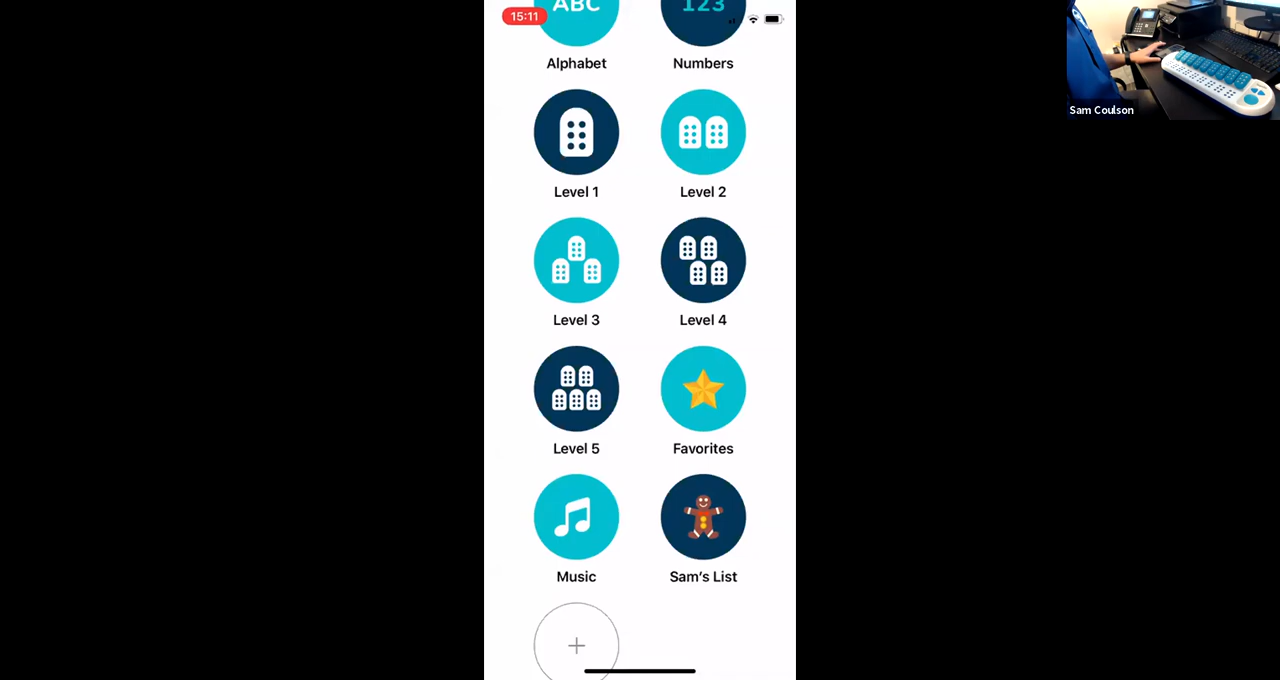 15:11
ABC
123
Alphabet
Numbers
Level 1
Level 2
Level 3
Level 4
Level 5
Favorites
Music
Sam’s List
Sam Coulson